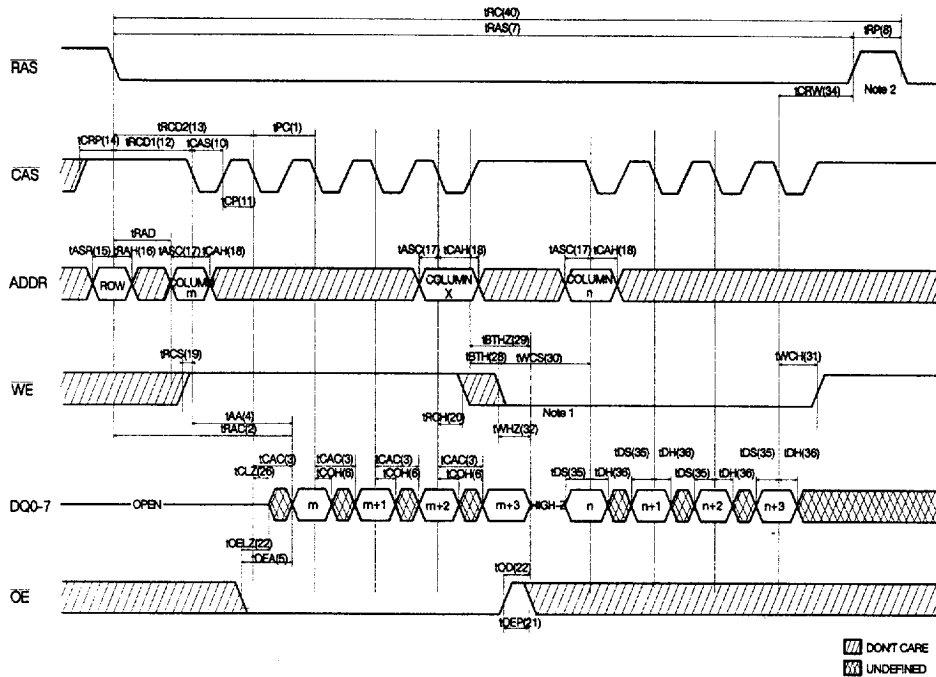 tRC(40)
tRAS(7) tRP(8)
RAS
tCRW(34) Note 2
tRCD2(13) tPC(1)
tCRP(14) tRCD1(12) tCAS(10)
CAS
tCP(11)
tRAD
tASR(15) tRAH(16) tASC(17) tCAH(18) tASC(17) tCAH(18) tASC(17) tCAH(18)
ADDR ROW COLUMN m COLUMN X COLUMN n
tBTHZ(29)
tRCS(19) tBTH(28) tWCS(30) tWCH(31)
WE
Note 1
tAA(4) tRCH(20)
tRAC(2) tWHZ(32)
tCAC(3) tCAC(3) tCAC(3) tCAC(3) tDS(35) tDH(36) tDS(35) tDH(36)
tCLZ(26) tCOH(6) tCOH(6) tCOH(6) tDS(35) tDH(36) tDS(35) tDH(36)
DQ0-7 OPEN m m+1 m+2 m+3 HIGH-Z n n+1 n+2 n+3
tOELZ(22)
tOEA(5) tOD(22)
OE
tOEP(21)
DON'T CARE
UNDEFINED